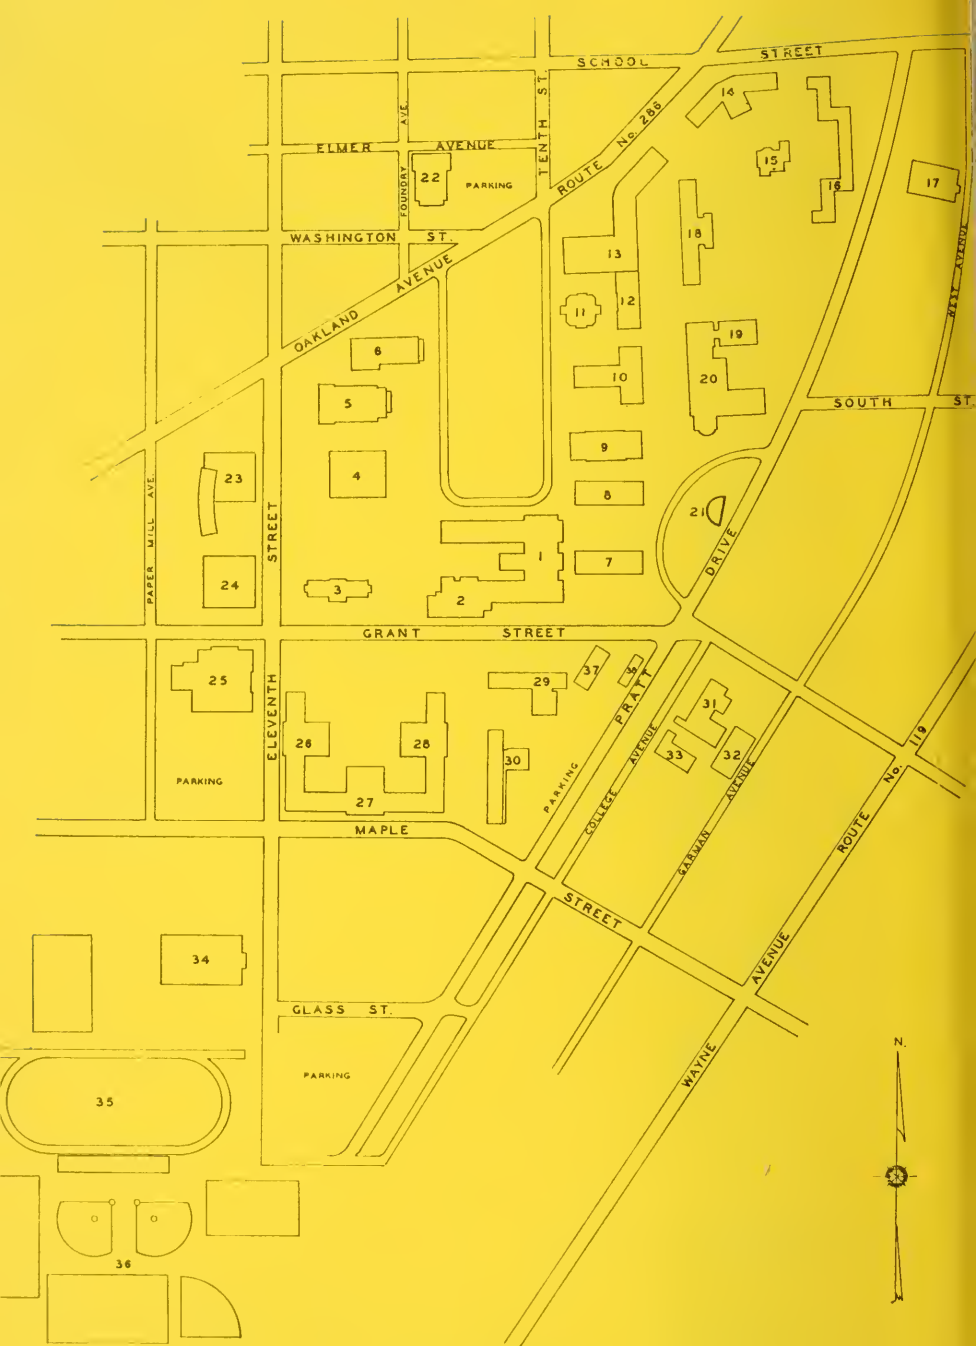 SCHOOL STREET
ROUTE No. 286
TENTH ST.
ELMER AVENUE
FOUNDRY AVE.
14
15
16
17
22
PARKING
WASHINGTON ST.
OAKLAND AVENUE
WEST AVENUE
13
18
12
11
6
19
20
10
5
SOUTH ST.
9
23
4
8
21
PAPER MILL AVE.
ELEVENTH STREET
PRATT DRIVE
1
7
24
3
2
GRANT STREET
25
29
37
31
26
28
30
33
32
PARKING
27
PARKING
COLLEGE AVENUE
GARMAN AVENUE
WAYNE AVENUE ROUTE No. 119
MAPLE STREET
34
GLASS ST.
PARKING
N.
35
36